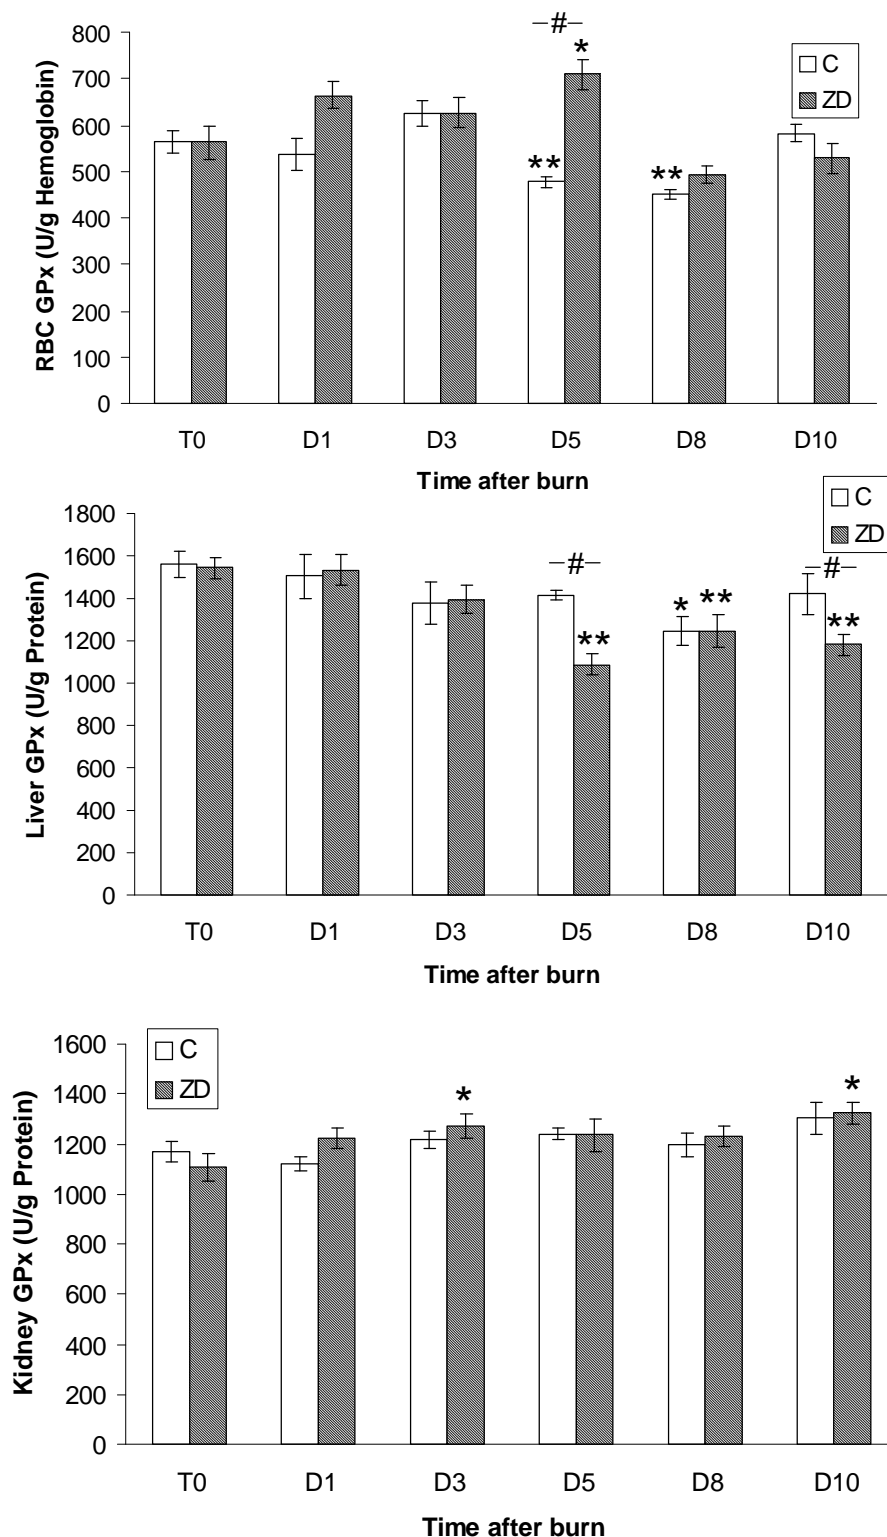 800
700
600
500
400
300
200
100
0
RBC GPx (U/g Hemoglobin)
#
*
**
**
C
ZD
T0 D1 D3 D5 D8 D10
Time after burn
1800
1600
1400
1200
1000
800
600
400
200
0
Liver GPx (U/g Protein)
C
ZD
#
#
**
*
**
**
T0 D1 D3 D5 D8 D10
Time after burn
1600
1400
1200
1000
800
600
400
200
0
Kidney GPx (U/g Protein)
C
ZD
*
*
T0 D1 D3 D5 D8 D10
Time after burn